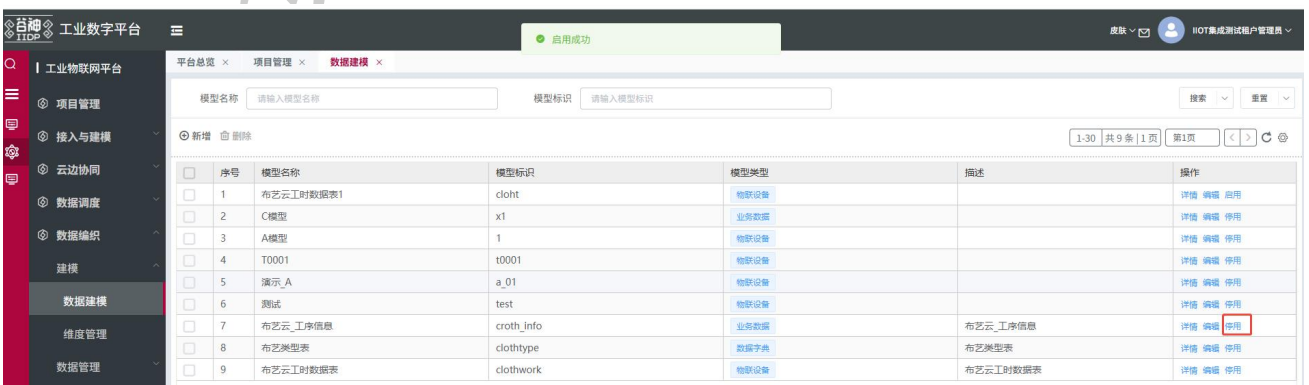 谷神 工业数字平台 启用成功 皮肤 IIOT集成测试租户管理员
IIDP
工业物联网平台 平台总览 × 项目管理 × 数据建模 ×
项目管理 模型名称 请输入模型名称 模型标识 请输入模型标识 搜索 重置
接入与建模 新增 删除 1-30 共 9 条 | 1 页 第1页
云边协同 序号 模型名称 模型标识 模型类型 描述 操作
1 布艺云工时数据表1 cloht 物联设备 详情 编辑 启用
数据调度 2 C模型 x1 业务数据 详情 编辑 停用
数据编织 3 A模型 1 物联设备 详情 编辑 停用
4 T0001 t0001 物联设备 详情 编辑 停用
建模 5 演示_A a_01 物联设备 详情 编辑 停用
数据建模 6 测试 test 物联设备 详情 编辑 停用
维度管理 7 布艺云_工序信息 croth_info 业务数据 布艺云_工序信息 详情 编辑 停用
8 布艺类型表 clothtype 数据字典 布艺类型表 详情 编辑 停用
数据管理 9 布艺云工时数据表 clothwork 物联设备 布艺云工时数据表 详情 编辑 停用